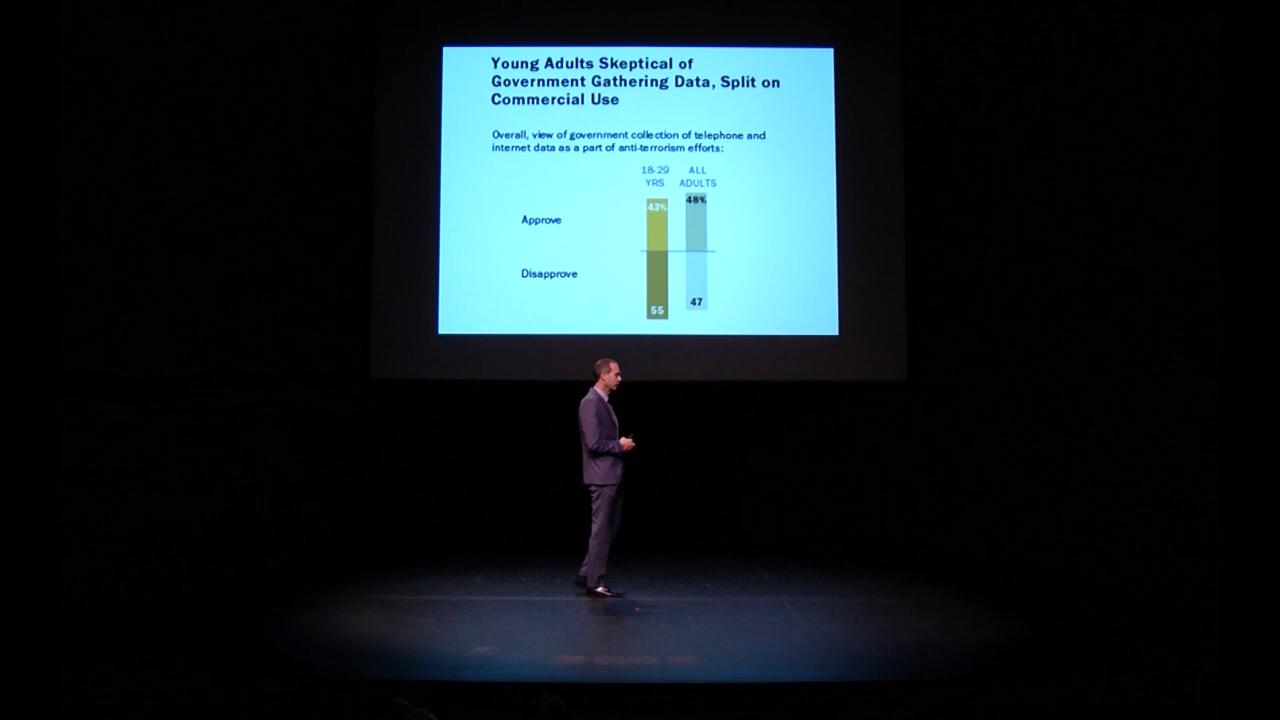 Young Adults Skeptical of
Government Gathering Data, Split on
Commercial Use
Overall, view of government collection of telephone and
internet data as a part of anti-terrorism efforts:
18-29 ALL
YRS ADULTS
43% 48%
Approve
Disapprove
55 47